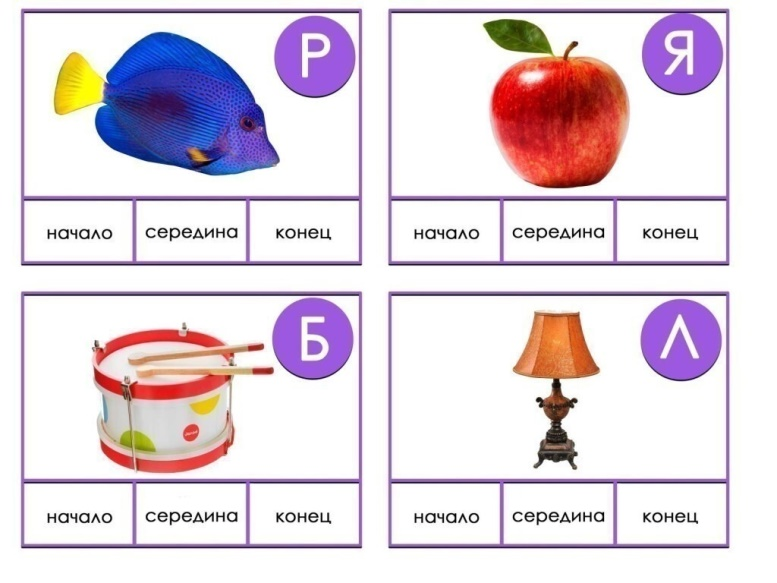 Р
начало середина конец
Я
начало середина конец
Б
начало середина конец
Л
начало середина конец